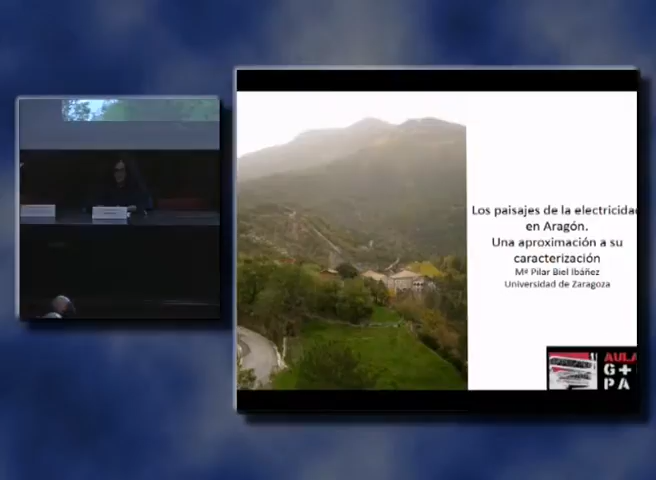 Los paisajes de la electricidad
en Aragón.
Una aproximación a su
caracterización
Mª Pilar Biel Ibáñez
Universidad de Zaragoza
AULA
G+
PA